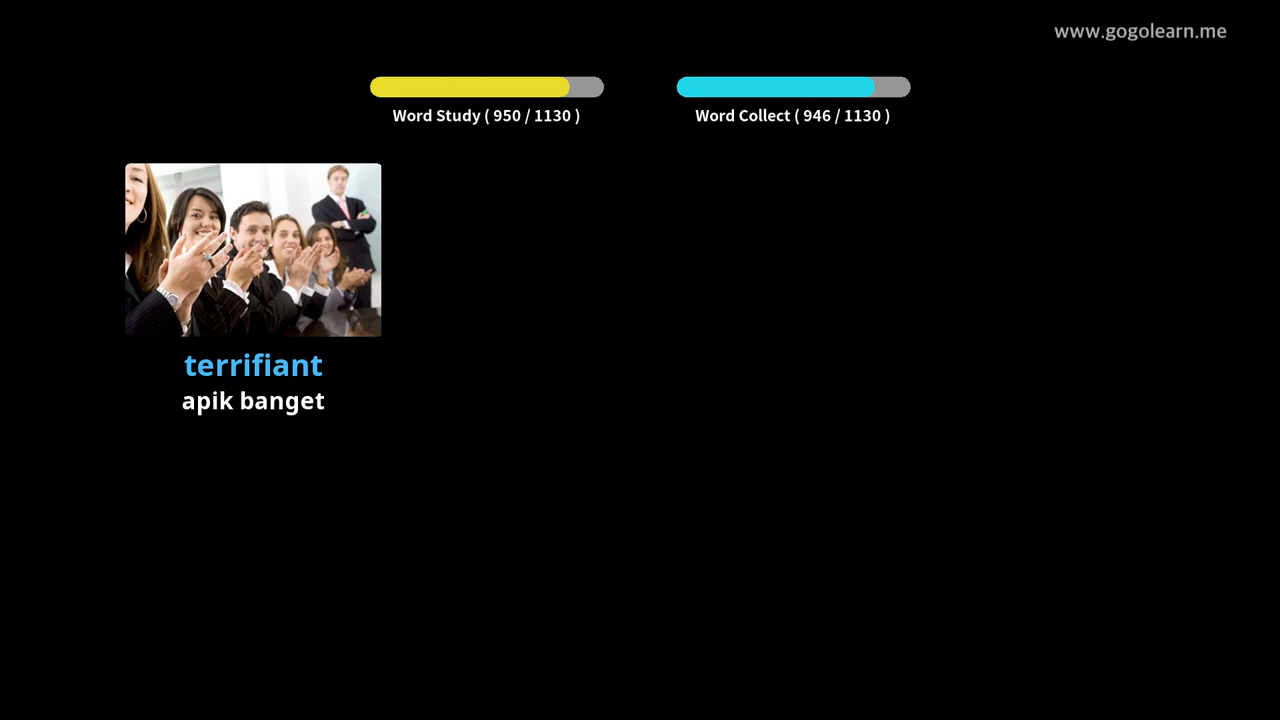 www.gogolearn.me
Word Study ( 950 / 1130 )
Word Collect ( 946 / 1130 )
terrifiant
apik banget